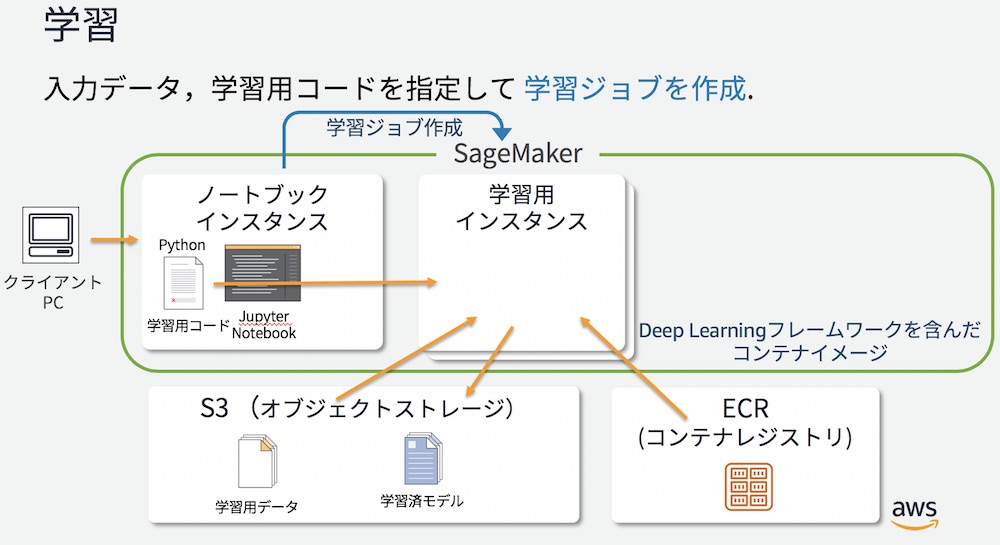 学習
入力データ，学習用コードを指定して 学習ジョブを作成.
学習ジョブ作成
SageMaker
ノートブック
インスタンス
学習用
インスタンス
Python
クライアント
PC
学習用コード
Jupyter
Notebook
Deep Learningフレームワークを含んだ
コンテナイメージ
S3 （オブジェクトストレージ）
学習用データ
学習済モデル
ECR
(コンテナレジストリ)
aws